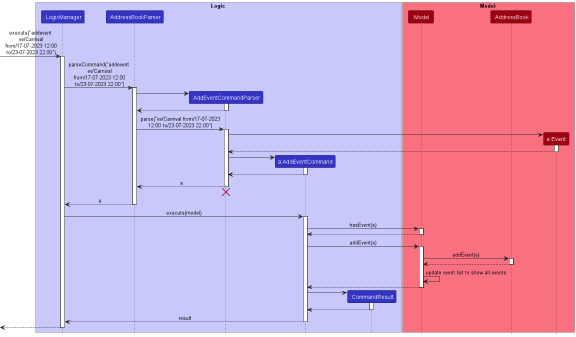 Logic
Model
:LogicManager
:AddressBookParser
:Model
:AddressBook
execute("addevent
ev/Carnival
from/17-07-2023 12:00
to/23-07-2023 22:00")
parseCommand("addevent
ev/Carnival
from/17-07-2023 12:00
to/23-07-2023 22:00")
:AddEventCommandParser
parse("ev/Carnival from/17-07-2023
12:00 to/23-07-2023 22:00")
e:Event
a:AddEventCommand
a
a
execute(model)
hasEvent(e)
addEvent(e)
addEvent(e)
update event list to show all events
:CommandResult
result